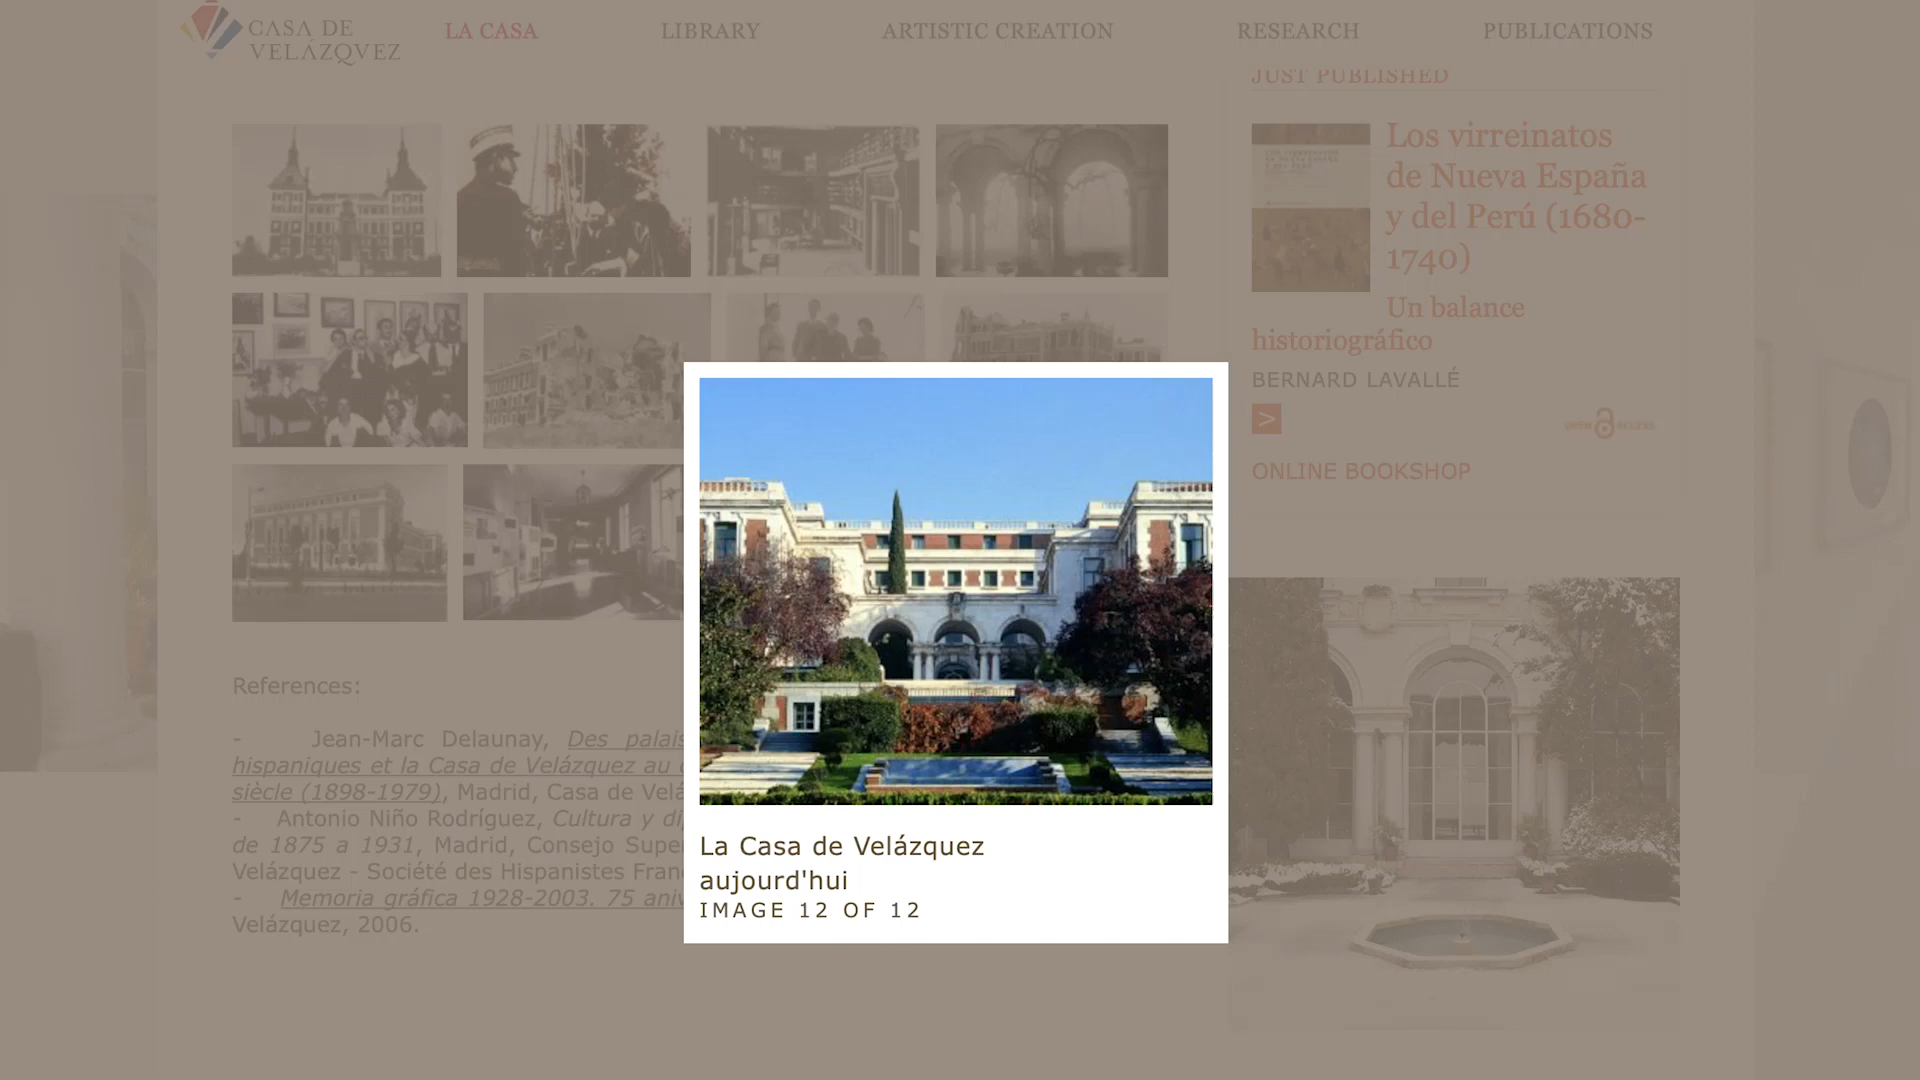 CASA DE
VELÁZQVEZ
LA CASA
LIBRARY
ARTISTIC CREATION
RESEARCH
PUBLICATIONS
JUST PUBLISHED
Los virreinatos
de Nueva España
y del Perú (1680-
1740)
Un balance
historiográfico
BERNARD LAVALLÉ
>
OPEN ACCESS
ONLINE BOOKSHOP
La Casa de Velázquez
aujourd'hui
IMAGE 12 OF 12
References:
- Jean-Marc Delaunay, Des palais
hispaniques et la Casa de Velázquez au
siècle (1898-1979), Madrid, Casa de Velá
- Antonio Niño Rodríguez, Cultura y di
de 1875 a 1931, Madrid, Consejo Supe
Velázquez - Société des Hispanistes Fran
- Memoria gráfica 1928-2003. 75 aniv
Velázquez, 2006.